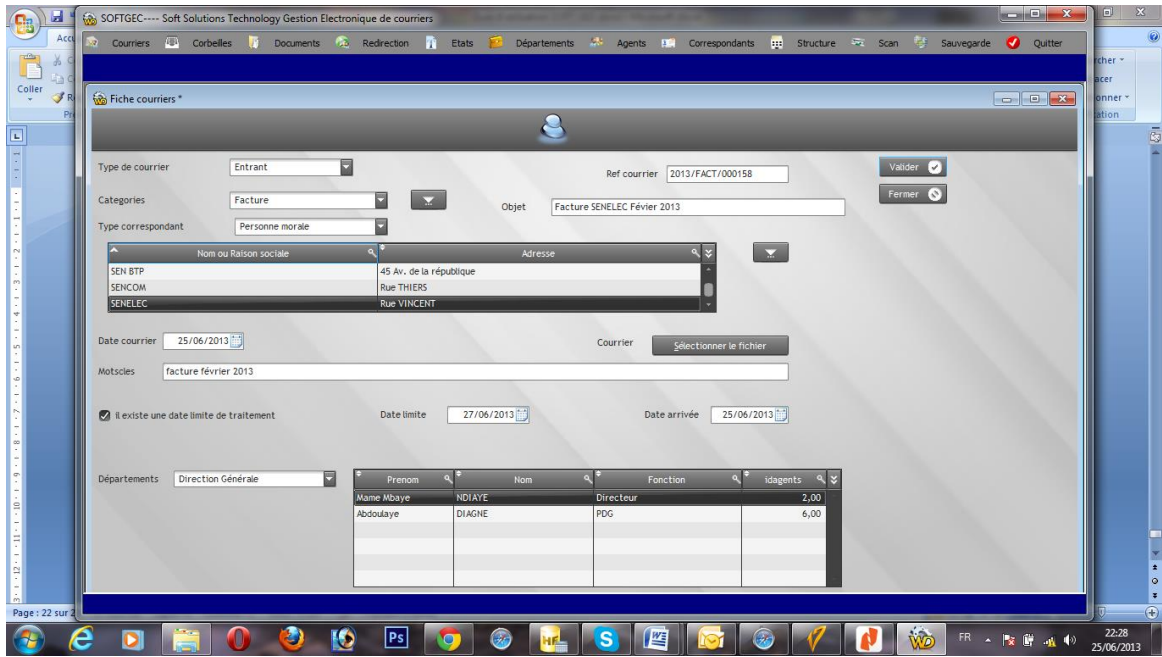 SOFTGEC---- Soft Solutions Technology Gestion Electronique de courriers
Courriers Corbelles Documents Redirection Etats Départements Agents Correspondants Structure Scan Sauvegarde Quitter
Coller
Fiche courriers *
Type de courrier Entrant Ref courrier 2013/FACT/000158 Valider
Categories Facture Objet Facture SENELEC Févier 2013 Fermer
Type correspondant Personne morale
Nom ou Raison sociale Adresse
SEN BTP 45 Av. de la république
SENCOM Rue THIERS
SENELEC Rue VINCENT
Date courrier 25/06/2013 Courrier Sélectionner le fichier
Motscles facture février 2013
Il existe une date limite de traitement Date limite 27/06/2013 Date arrivée 25/06/2013
Départements Direction Générale
Prenom Nom Fonction idagents
Mame Mbaye NDIAYE Directeur 2,00
Abdoulaye DIAGNE PDG 6,00
Page : 22 sur 2
Ps HF S W WD FR 22:28
25/06/2013